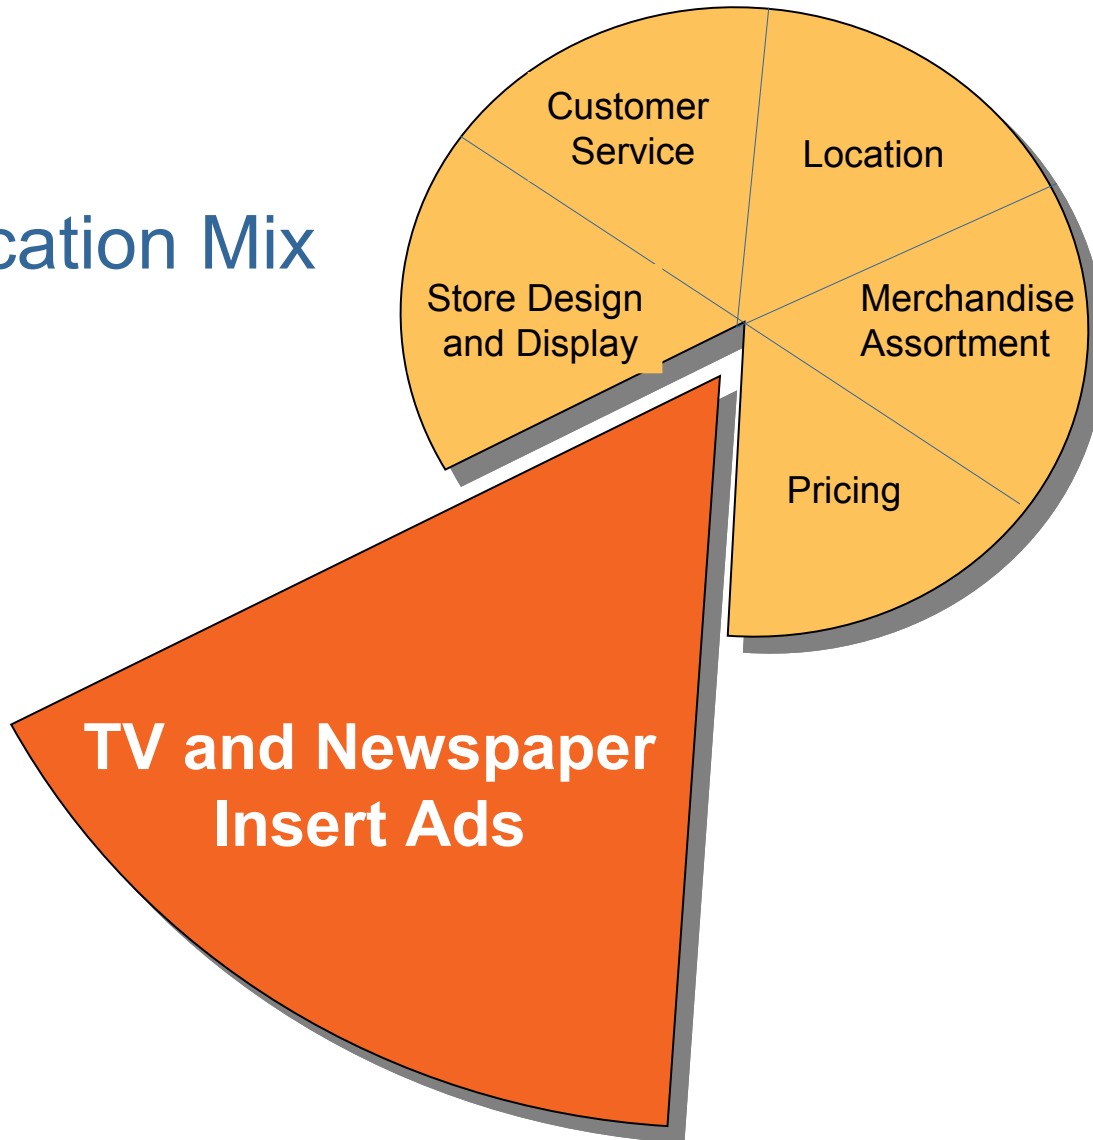 Customer
Service
Location
cation Mix
Store Design
and Display
Merchandise
Assortment
Pricing
TV and Newspaper
Insert Ads